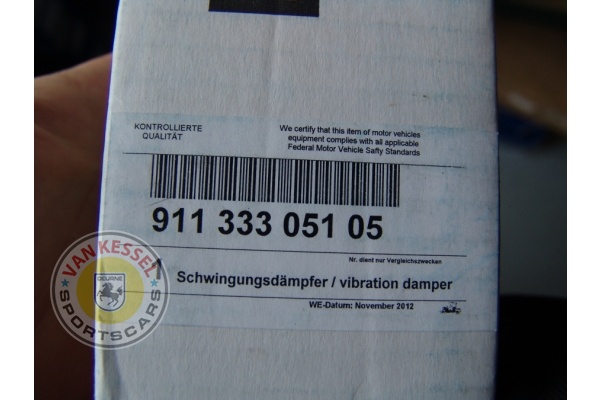 KONTROLLIERTE
QUALITÄT
We certify that this item of motor vehicles
equipment complies with all applicable
Federal Motor Vehicle Safty Standards
911 333 051 05
Nr. dient nur Vergleichszwecken
1
Schwingungsdämpfer / vibration damper
WE-Datum: November 2012
VAN KESSEL
DEURNE
SPORTSCARS